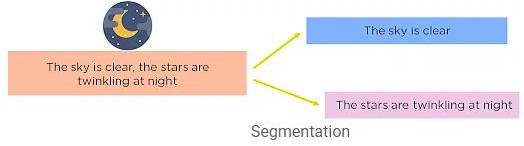 The sky is clear, the stars are
twinkling at night
The sky is clear
The stars are twinkling at night
Segmentation